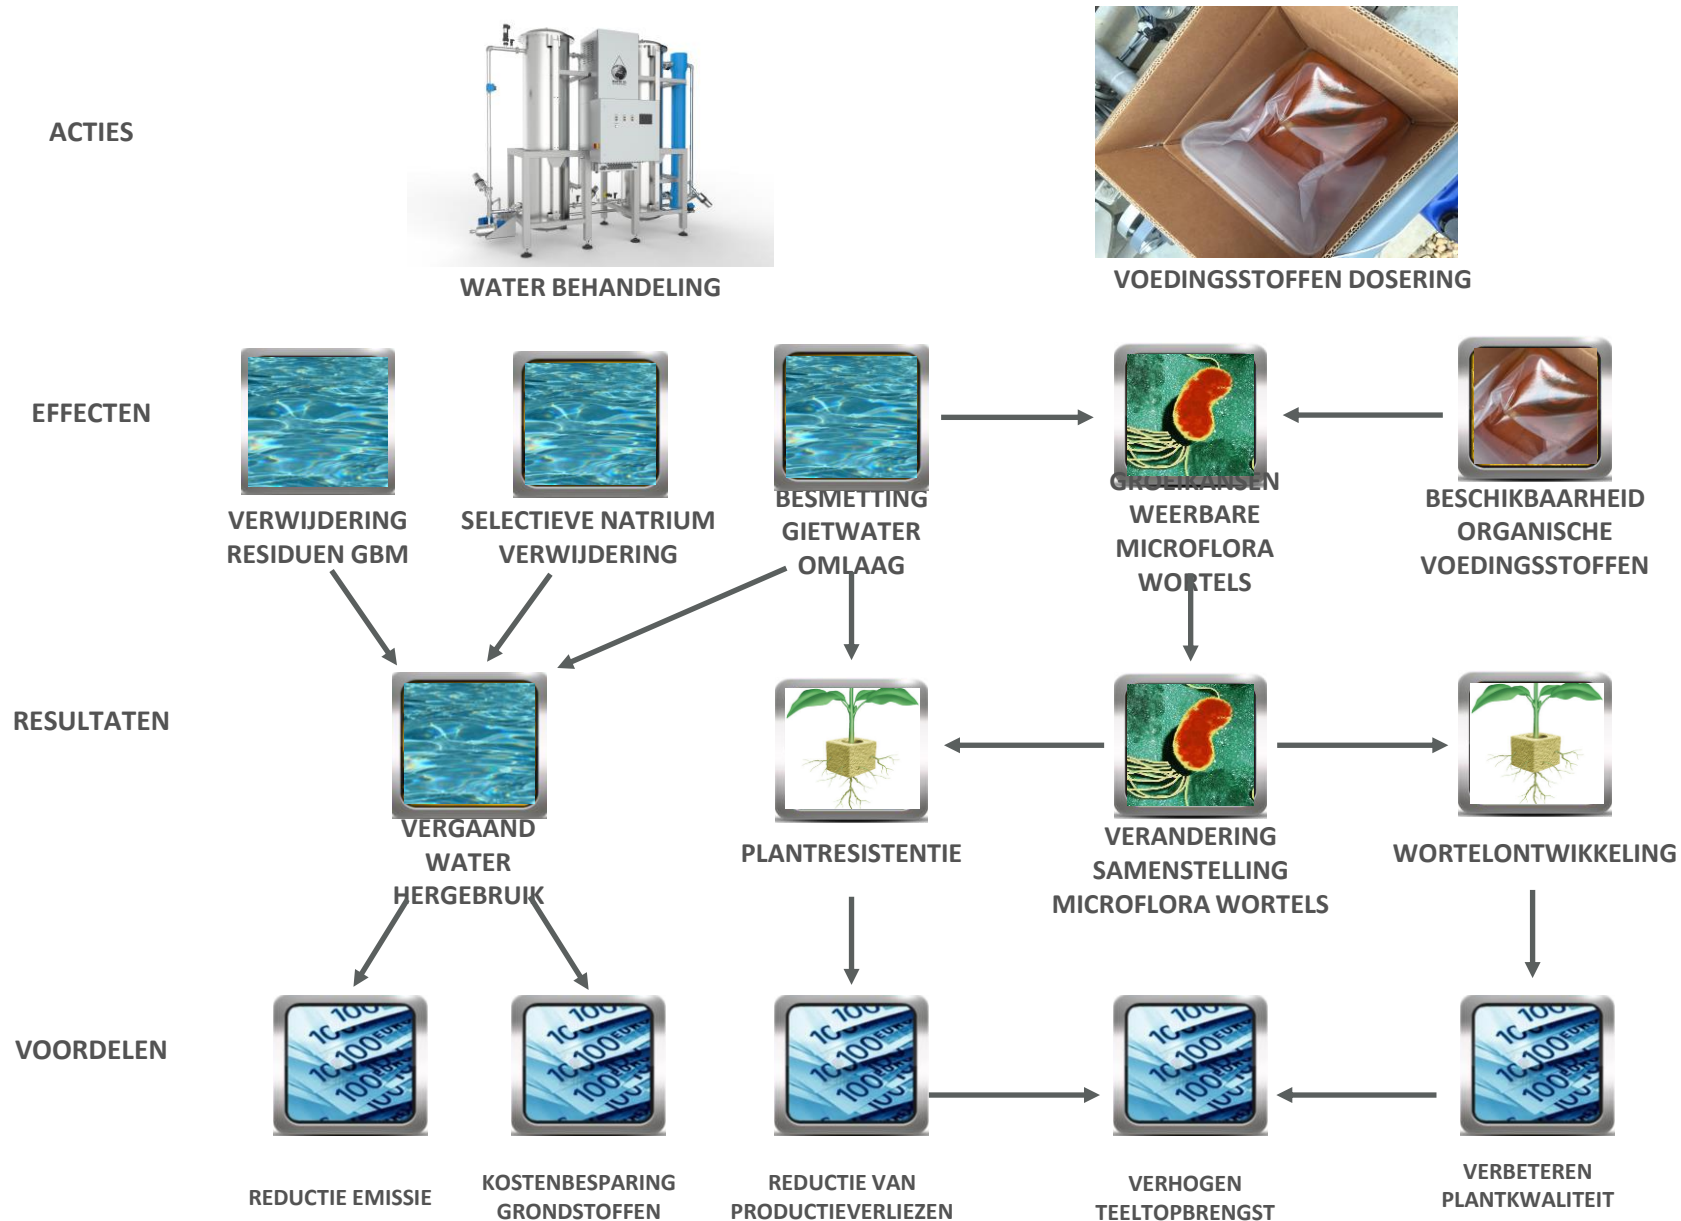 ACTIES
WATER BEHANDELING
VOEDINGSSTOFFEN DOSERING
EFFECTEN
VERWIJDERING
RESIDUEN GBM
SELECTIEVE NATRIUM
VERWIJDERING
BESMETTING
GIETWATER
OMLAAG
GROEIKANSEN
WEERBARE
MICROFLORA
WORTELS
BESCHIKBAARHEID
ORGANISCHE
VOEDINGSSTOFFEN
RESULTATEN
VERGAAND
WATER
HERGEBRUIK
PLANTRESISTENTIE
VERANDERING
SAMENSTELLING
MICROFLORA WORTELS
WORTELONTWIKKELING
VOORDELEN
REDUCTIE EMISSIE
KOSTENBESPARING
GRONDSTOFFEN
REDUCTIE VAN
PRODUCTIEVERLIEZEN
VERHOGEN
TEELTOPBRENGST
VERBETEREN
PLANTKWALITEIT